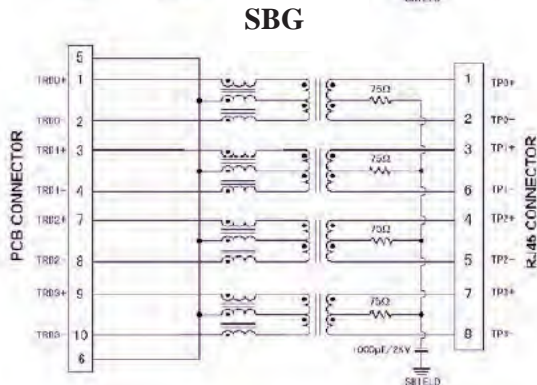 SBG
5
TRD0+ 1
TRD0- 2
TRD1+ 3
TRD1- 4
TRD2+ 7
TRD2- 8
TRD3+ 9
TRD3- 10
6
PCB CONNECTOR
75Ω
75Ω
75Ω
75Ω
1000pF/2KV
SHIELD
1 TP0+
2 TP0-
3 TP1+
6 TP1-
4 TP2+
5 TP2-
7 TP3+
8 TP3-
RJ45 CONNECTOR